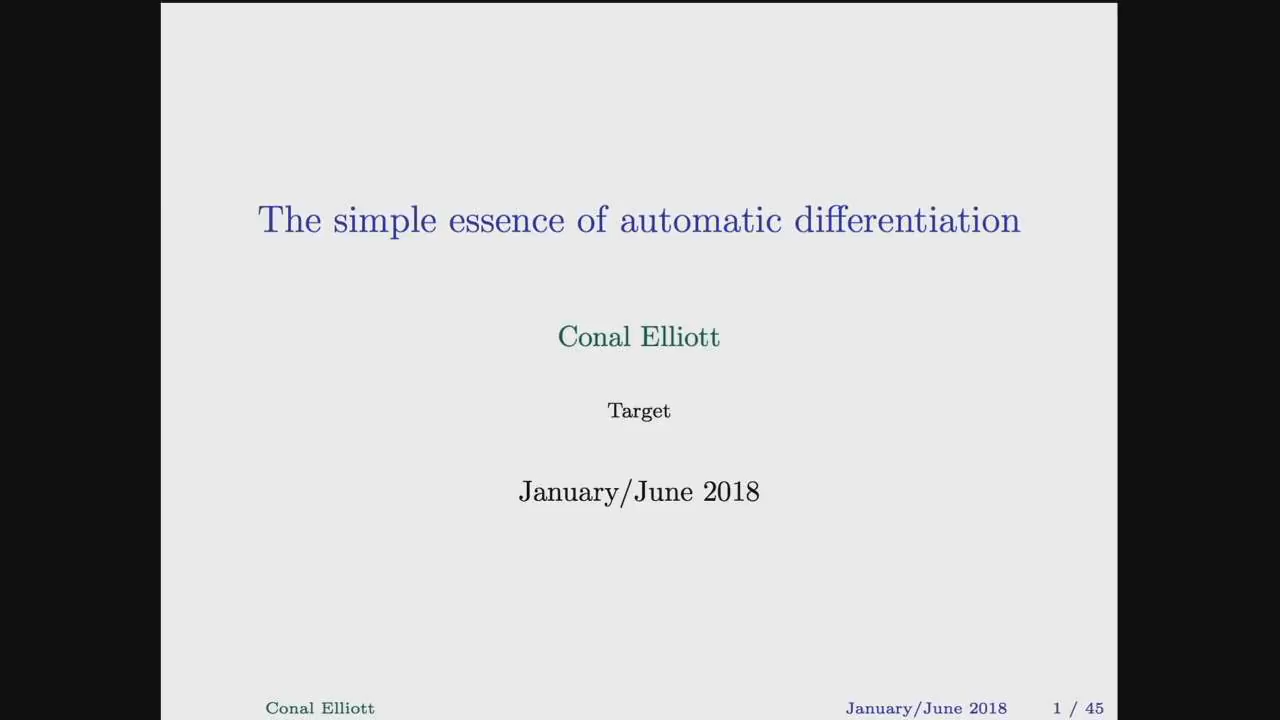 The simple essence of automatic differentiation
Conal Elliott
Target
January/June 2018
Conal Elliott January/June 2018 1 / 45